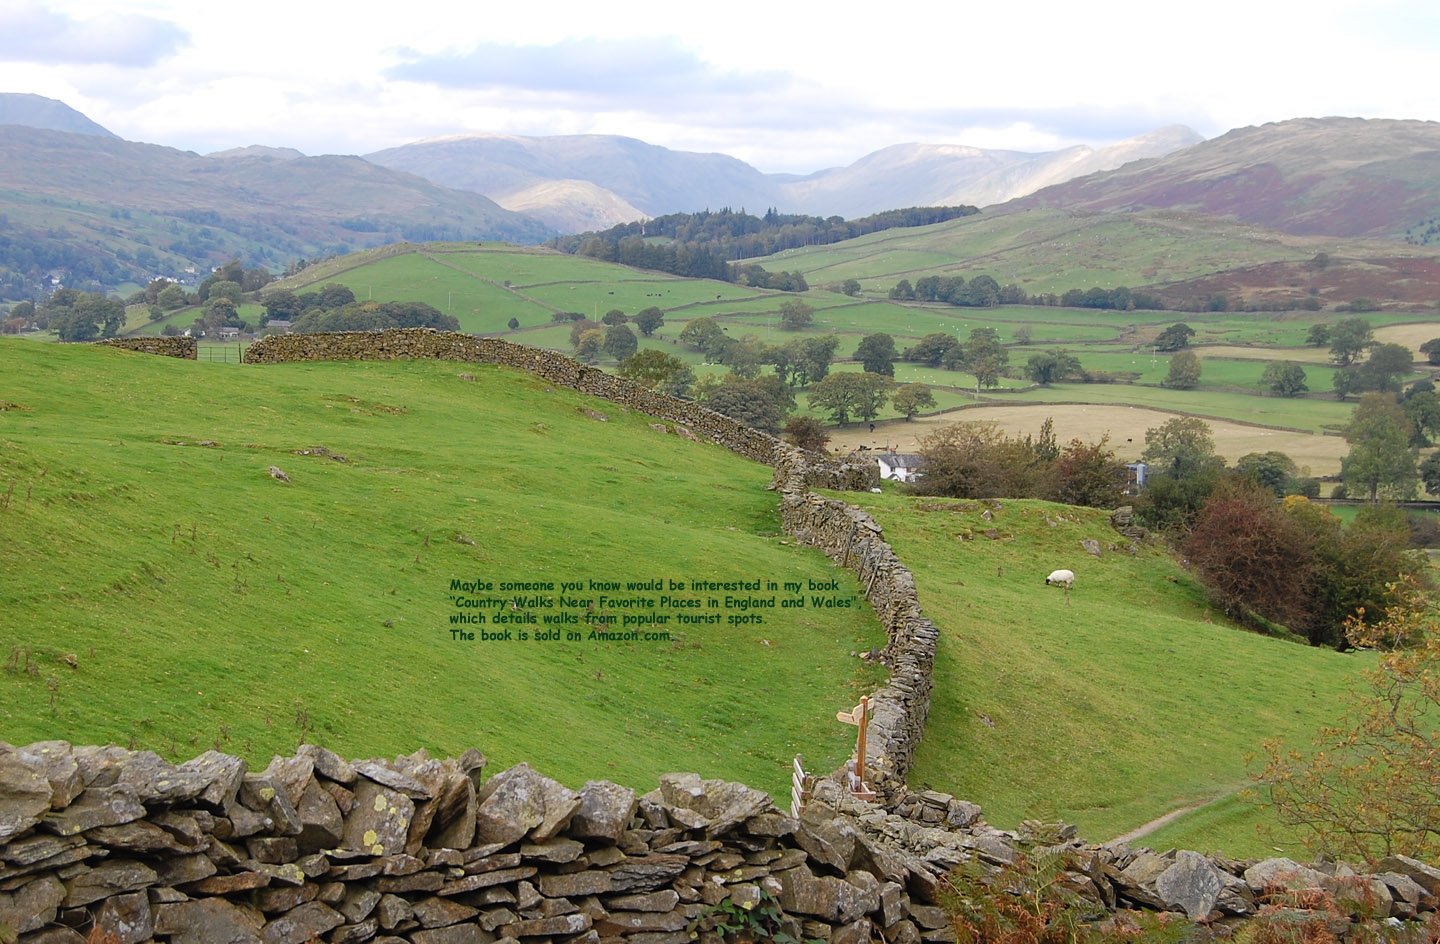 Maybe someone you know would be interested in my book
"Country Walks Near Favorite Places in England and Wales",
which details walks from popular tourist spots.
The book is sold on Amazon.com.